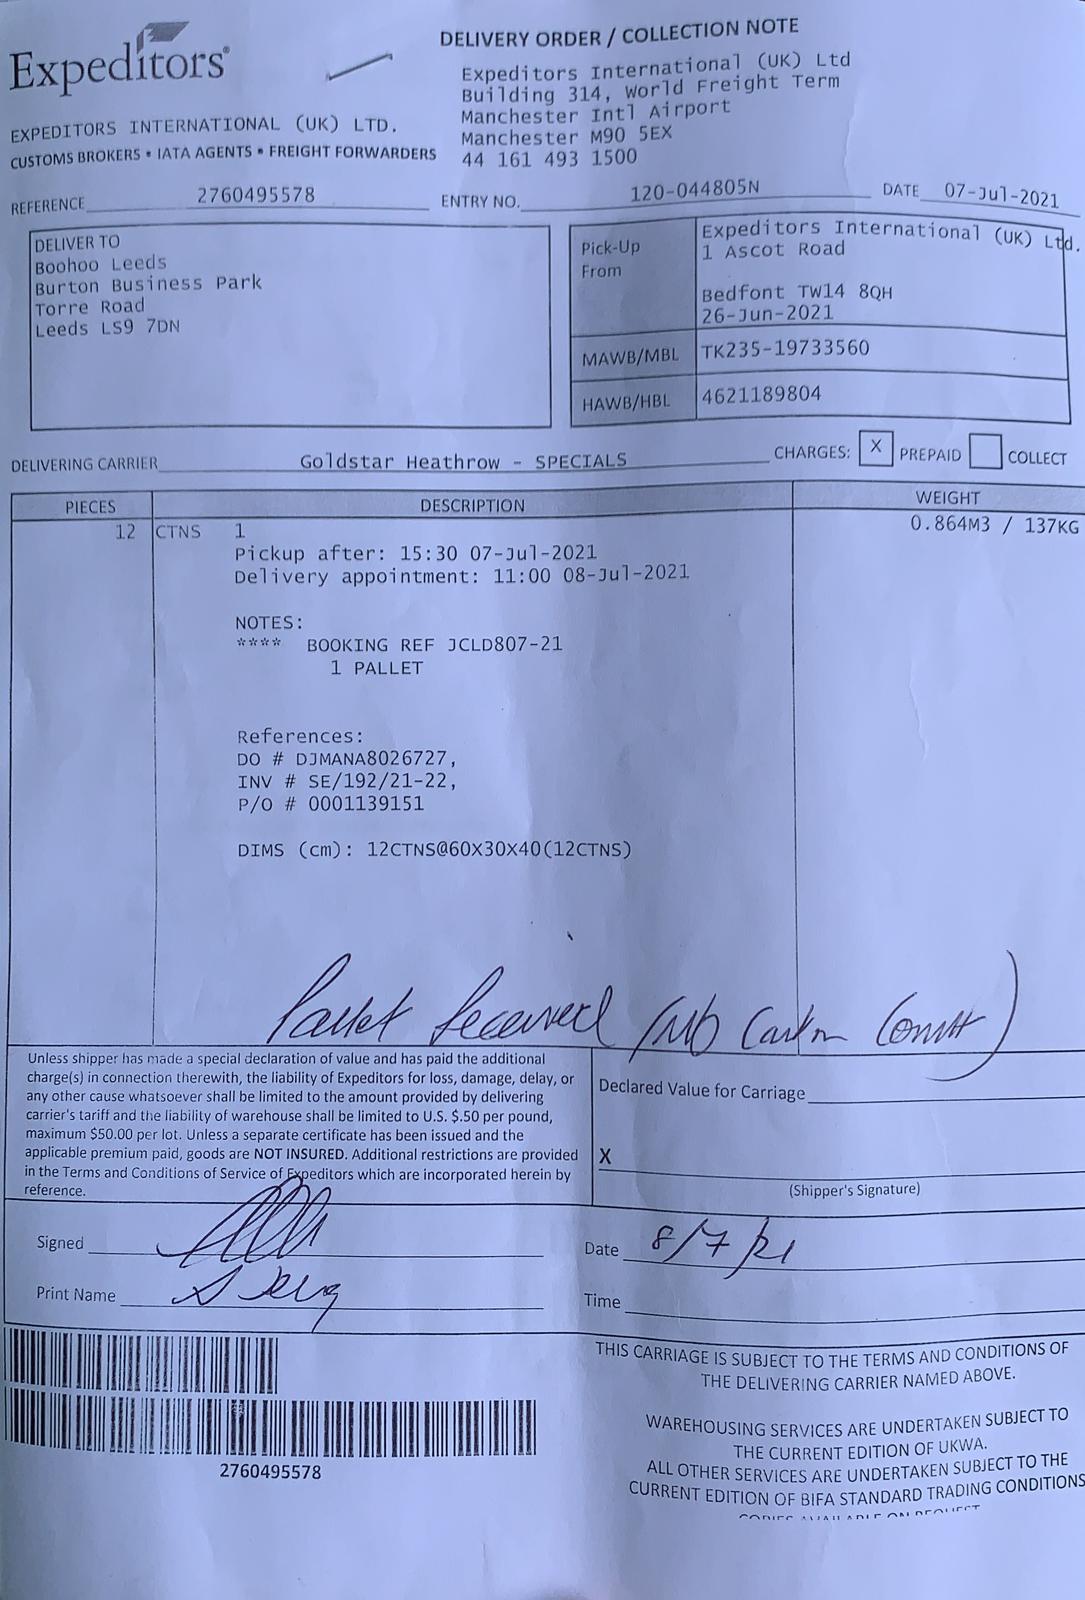 Expeditors®
DELIVERY ORDER / COLLECTION NOTE
Expeditors International (UK) Ltd
Building 314, World Freight Term
Manchester Intl Airport
Manchester M90 5EX
44 161 493 1500
EXPEDITORS INTERNATIONAL (UK) LTD.
CUSTOMS BROKERS • IATA AGENTS • FREIGHT FORWARDERS
REFERENCE 2760495578 ENTRY NO. 120-044805N DATE 07-Jul-2021
DELIVER TO
Boohoo Leeds
Burton Business Park
Torre Road
Leeds LS9 7DN
Pick-Up From
Expeditors International (UK) Ltd.
1 Ascot Road
Bedfont TW14 8QH
26-Jun-2021
MAWB/MBL TK235-19733560
HAWB/HBL 4621189804
DELIVERING CARRIER Goldstar Heathrow - SPECIALS CHARGES: X PREPAID COLLECT
PIECES DESCRIPTION WEIGHT
12 CTNS 1 0.864M3 / 137KG
Pickup after: 15:30 07-Jul-2021
Delivery appointment: 11:00 08-Jul-2021
NOTES:
**** BOOKING REF JCLD807-21
1 PALLET
References:
DO # DJMANA8026727,
INV # SE/192/21-22,
P/O # 0001139151
DIMS (cm): 12CTNS@60X30X40(12CTNS)
Pallet Received Carton
Unless shipper has made a special declaration of value and has paid the additional
charge(s) in connection therewith, the liability of Expeditors for loss, damage, delay, or
any other cause whatsoever shall be limited to the amount provided by delivering
carrier's tariff and the liability of warehouse shall be limited to U.S. $.50 per pound,
maximum $50.00 per lot. Unless a separate certificate has been issued and the
applicable premium paid, goods are NOT INSURED. Additional restrictions are provided
in the Terms and Conditions of Service of Expeditors which are incorporated herein by
reference.
Declared Value for Carriage
X
(Shipper's Signature)
Signed
Date 8/7/21
Print Name
Time
2760495578
THIS CARRIAGE IS SUBJECT TO THE TERMS AND CONDITIONS OF
THE DELIVERING CARRIER NAMED ABOVE.
WAREHOUSING SERVICES ARE UNDERTAKEN SUBJECT TO
THE CURRENT EDITION OF UKWA.
ALL OTHER SERVICES ARE UNDERTAKEN SUBJECT TO THE
CURRENT EDITION OF BIFA STANDARD TRADING CONDITIONS
COPIES AVAILABLE ON REQUEST